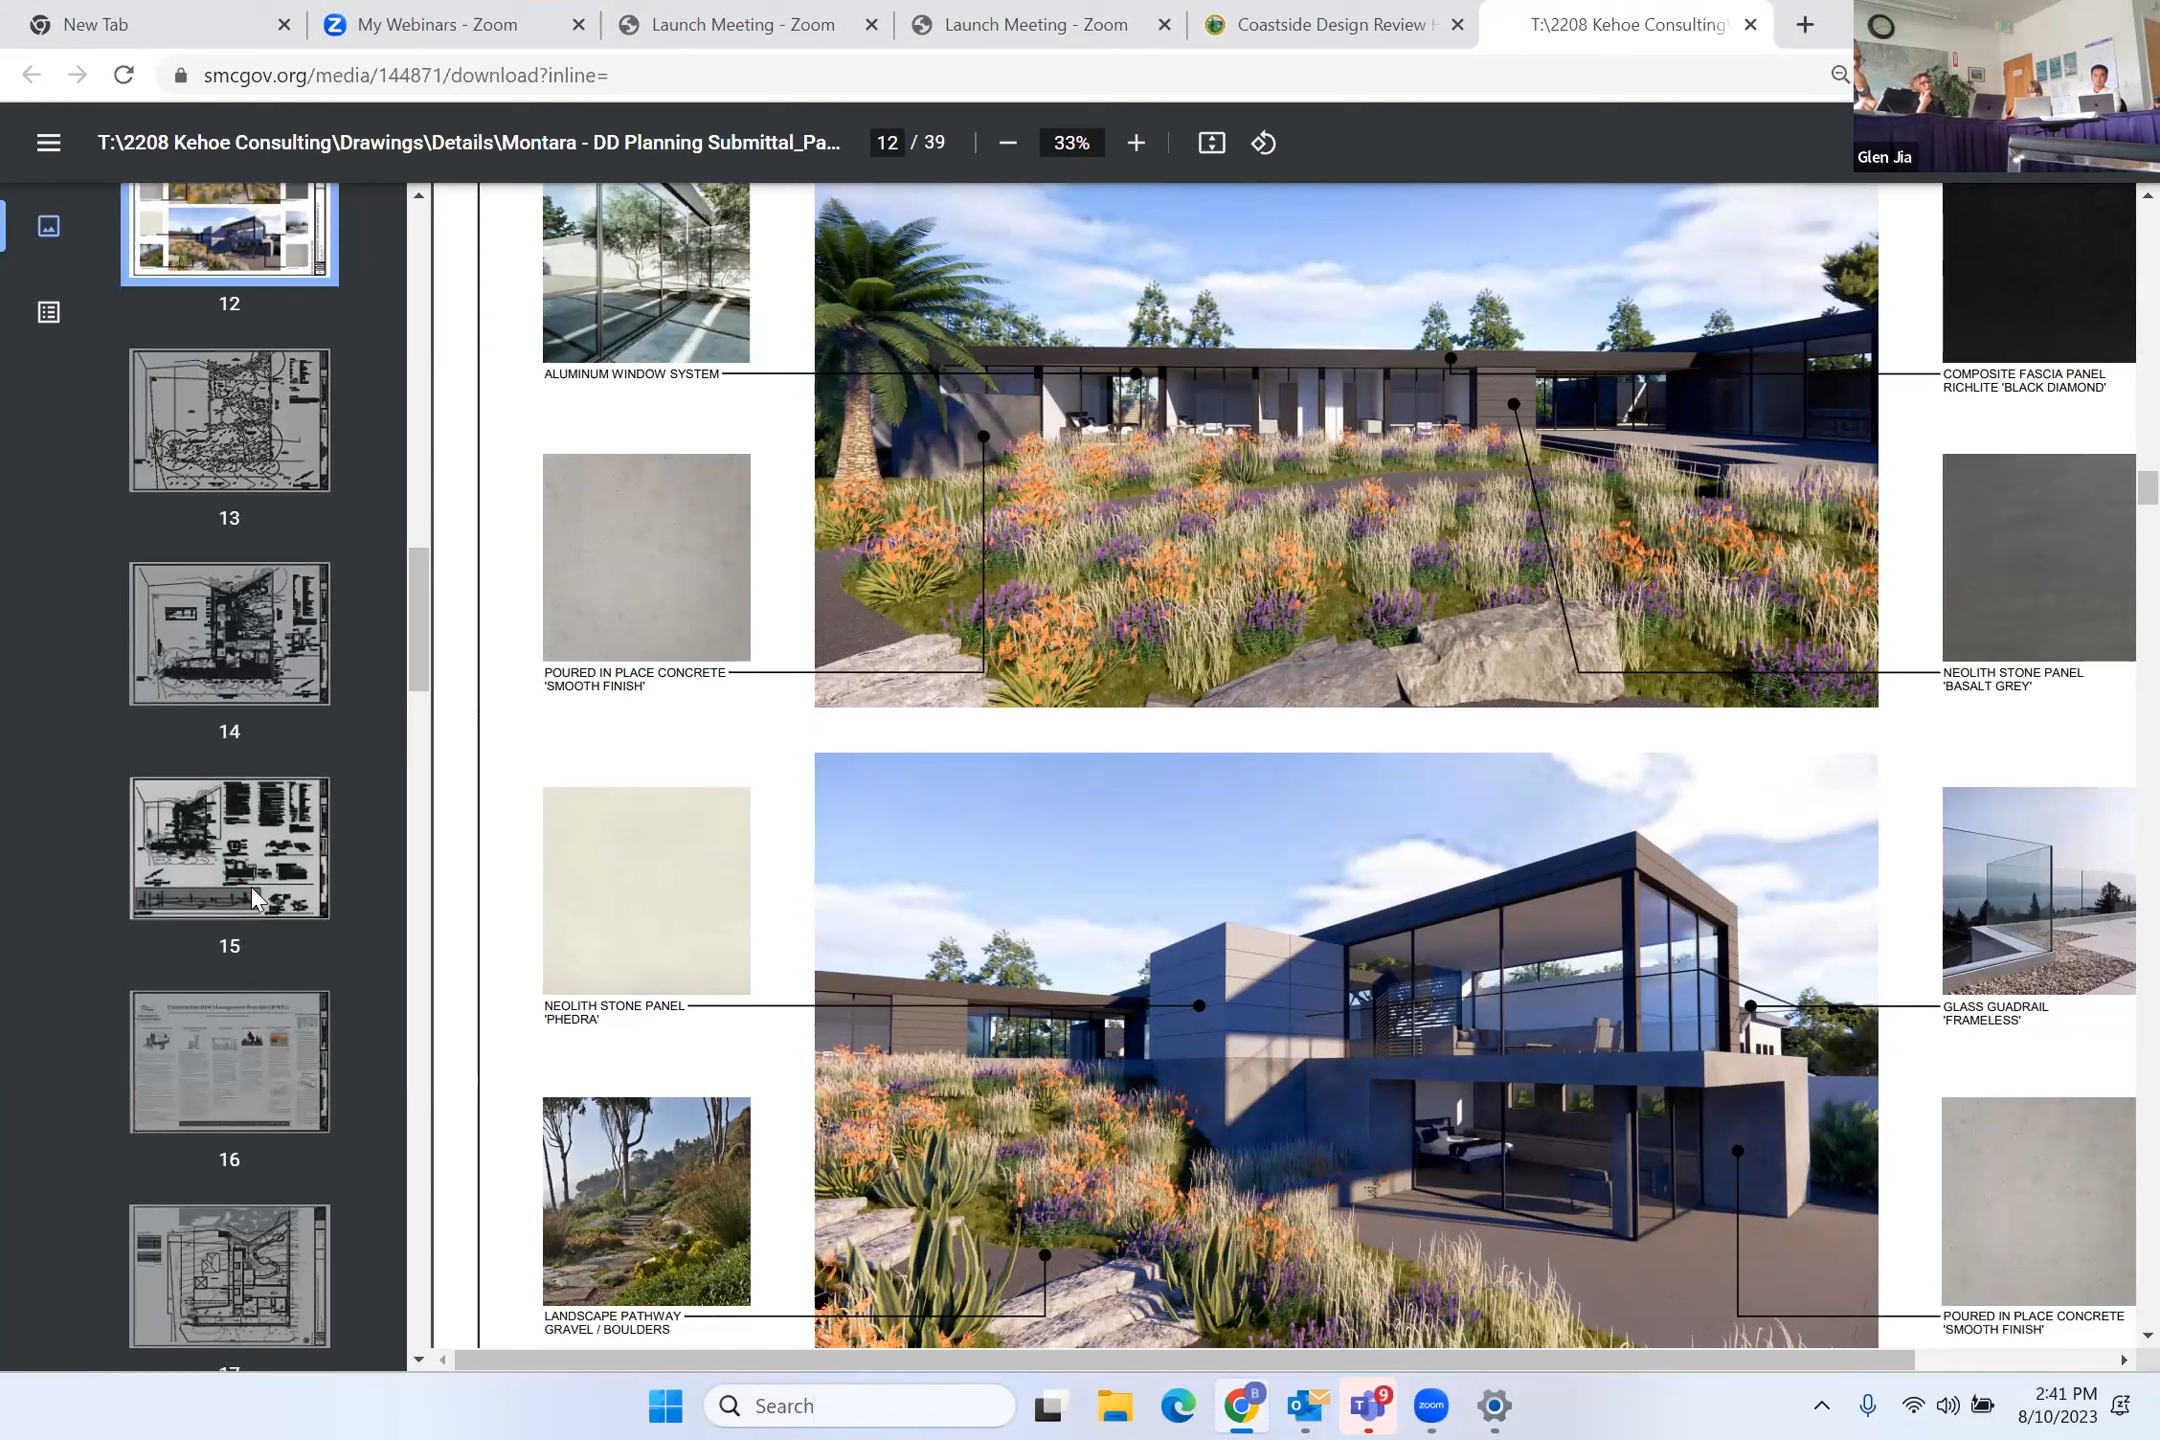 New Tab
My Webinars - Zoom
Launch Meeting - Zoom
Launch Meeting - Zoom
Coastside Design Review
T:\2208 Kehoe Consulting\
smcgov.org/media/144871/download?inline=
T:\2208 Kehoe Consulting\Drawings\Details\Montara - DD Planning Submittal_Pa...
12 / 39
33%
Glen Jia
12
13
14
15
16
ALUMINUM WINDOW SYSTEM
COMPOSITE FASCIA PANEL
RICHLITE 'BLACK DIAMOND'
POURED IN PLACE CONCRETE
'SMOOTH FINISH'
NEOLITH STONE PANEL
'BASALT GREY'
NEOLITH STONE PANEL
'PHEDRA'
GLASS GUADRAIL
'FRAMELESS'
LANDSCAPE PATHWAY
GRAVEL / BOULDERS
POURED IN PLACE CONCRETE
'SMOOTH FINISH'
Search
B
9
zoom
2:41 PM
8/10/2023